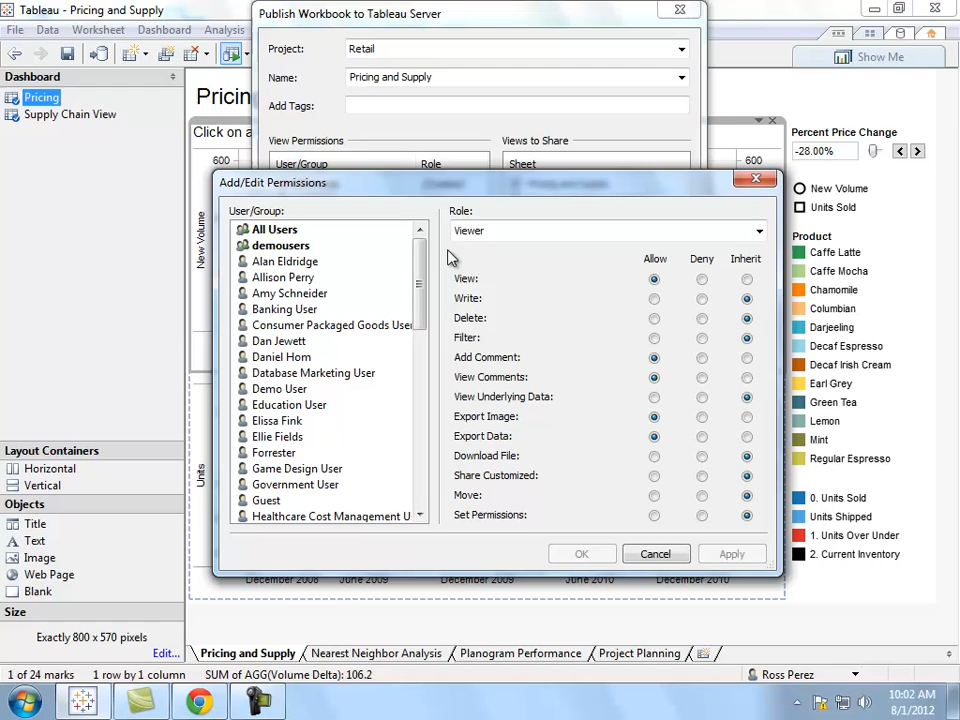 Tableau - Pricing and Supply
File Data Worksheet Dashboard Analysis
Show Me
Dashboard
Pricing
Supply Chain View
Layout Containers
Horizontal
Vertical
Objects
Title
Text
Image
Web Page
Blank
Size
Exactly 800 x 570 pixels
Edit...
Publish Workbook to Tableau Server
Project: Retail
Name: Pricing and Supply
Add Tags:
View Permissions Views to Share
User/Group Role Sheet
Pricin
Click on a
600 600
New Volume
Units
Add/Edit Permissions
User/Group:
All Users
demousers
Alan Eldridge
Allison Perry
Amy Schneider
Banking User
Consumer Packaged Goods User
Dan Jewett
Daniel Hom
Database Marketing User
Demo User
Education User
Elissa Fink
Ellie Fields
Forrester
Game Design User
Government User
Guest
Healthcare Cost Management U
Role:
Viewer
Allow Deny Inherit
View:
Write:
Delete:
Filter:
Add Comment:
View Comments:
View Underlying Data:
Export Image:
Export Data:
Download File:
Share Customized:
Move:
Set Permissions:
OK Cancel Apply
December 2008 June 2009 December 2009 June 2010 December 2010
Percent Price Change
-28.00%
New Volume
Units Sold
Product
Caffe Latte
Caffe Mocha
Chamomile
Columbian
Darjeeling
Decaf Espresso
Decaf Irish Cream
Earl Grey
Green Tea
Lemon
Mint
Regular Espresso
0. Units Sold
Units Shipped
1. Units Over Under
2. Current Inventory
Pricing and Supply Nearest Neighbor Analysis Planogram Performance Project Planning
1 of 24 marks 1 row by 1 column SUM of AGG(Volume Delta): 106.2 Ross Perez
10:02 AM
8/1/2012